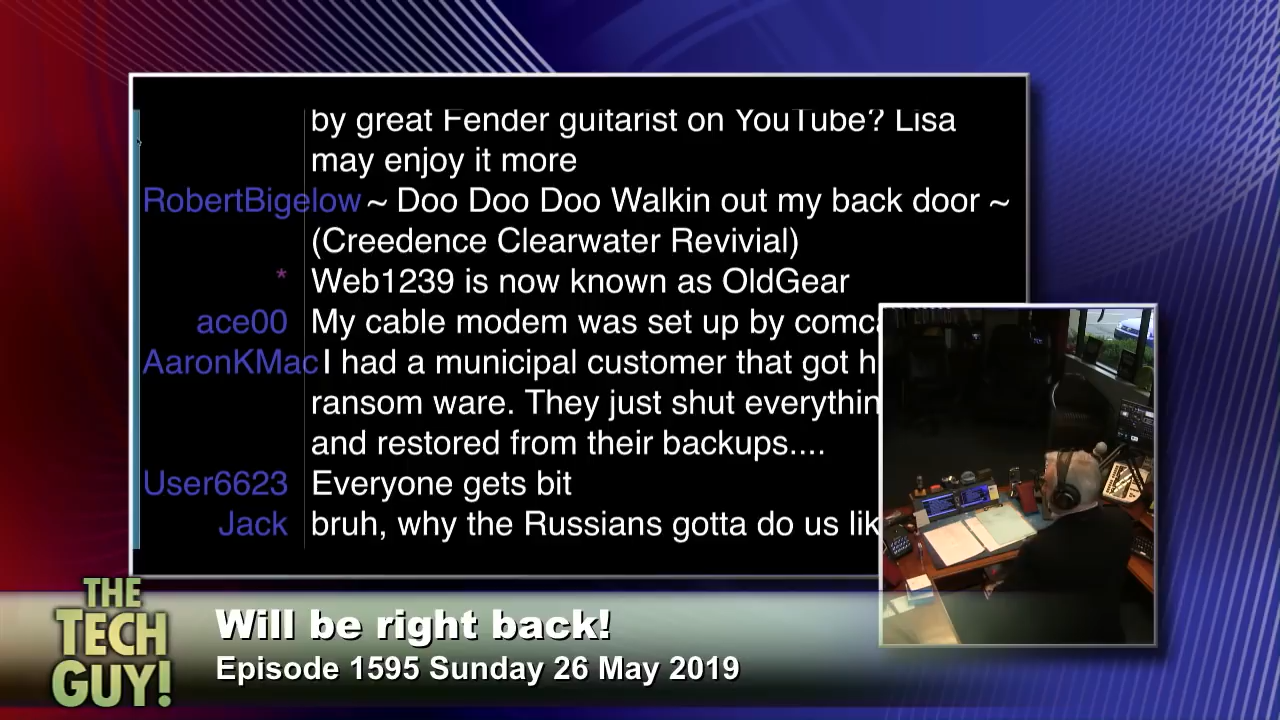 by great Fender guitarist on YouTube? Lisa
may enjoy it more
RobertBigelow ~ Doo Doo Doo Walkin out my back door ~
(Creedence Clearwater Revivial)
* Web1239 is now known as OldGear
ace00 My cable modem was set up by
AaronKMac I had a municipal customer that got
ransom ware. They just shut
and restored from their backups....
User6623 Everyone gets bit
Jack bruh, why the Russians gotta do us
THE
TECH
GUY!
Will be right back!
Episode 1595 Sunday 26 May 2019